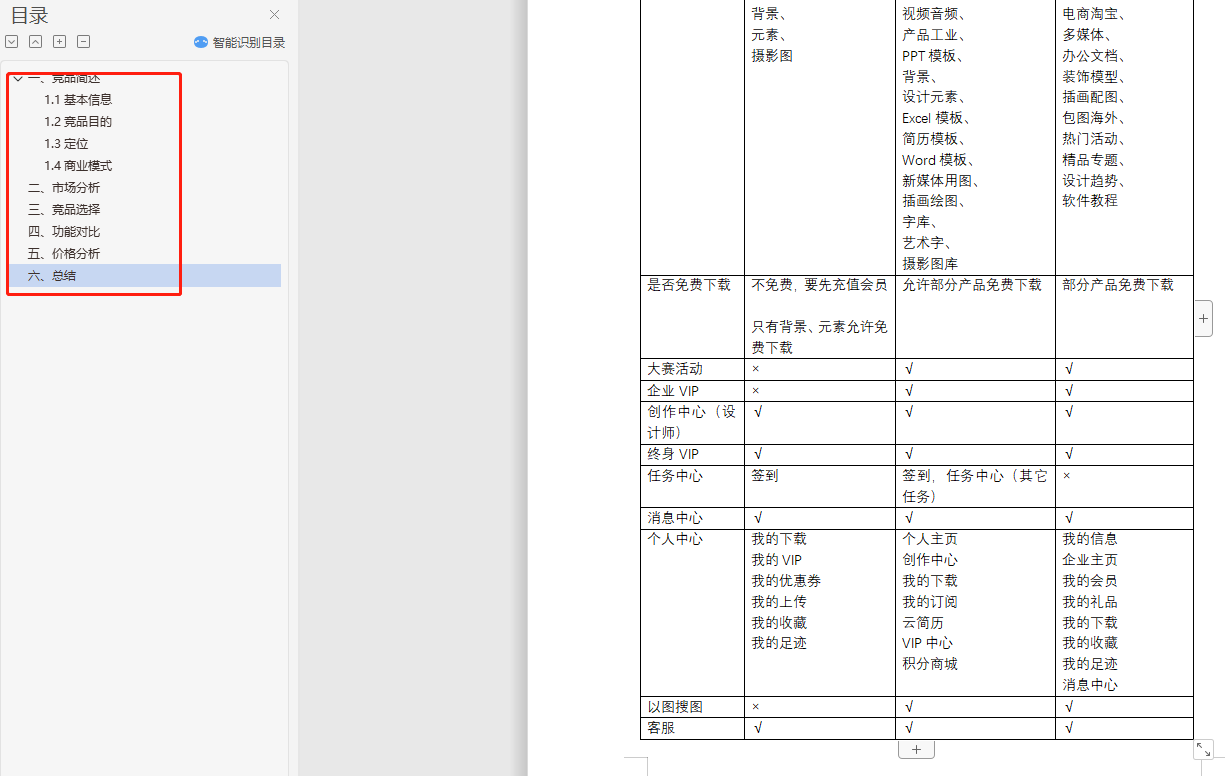 目录
智能识别目录
一、竞品简述
1.1 基本信息
1.2 竞品目的
1.3 定位
1.4 商业模式
二、市场分析
三、竞品选择
四、功能对比
五、价格分析
六、总结
背景、
元素、
摄影图
视频音频、
产品工业、
PPT 模板、
背景、
设计元素、
Excel 模板、
简历模板、
Word 模板、
新媒体用图、
插画绘图、
字库、
艺术字、
摄影图库
电商淘宝、
多媒体、
办公文档、
装饰模型、
插画配图、
包图海外、
热门活动、
精品专题、
设计趋势、
软件教程
是否免费下载
不免费，要先充值会员
只有背景、元素允许免
费下载
允许部分产品免费下载
部分产品免费下载
大赛活动 × √ √
企业 VIP × √ √
创作中心（设 √ √ √
计师）
终身 VIP √ √ √
任务中心
签到
签到，任务中心（其它
任务）
×
消息中心 √ √ √
个人中心
我的下载
我的 VIP
我的优惠券
我的上传
我的收藏
我的足迹
个人主页
创作中心
我的下载
我的订阅
云简历
VIP 中心
积分商城
我的信息
企业主页
我的会员
我的礼品
我的下载
我的收藏
我的足迹
消息中心
以图搜图 × √ √
客服 √ √ √